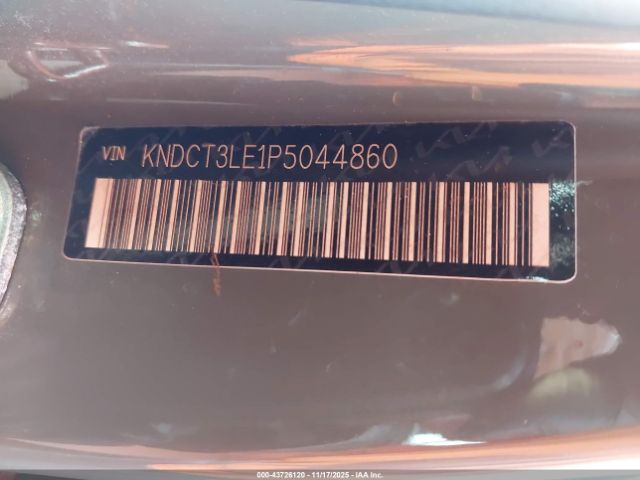 VIN KNDCT3LE1P5044860
000-43726120 - 11/17/2025 - IAA Inc.